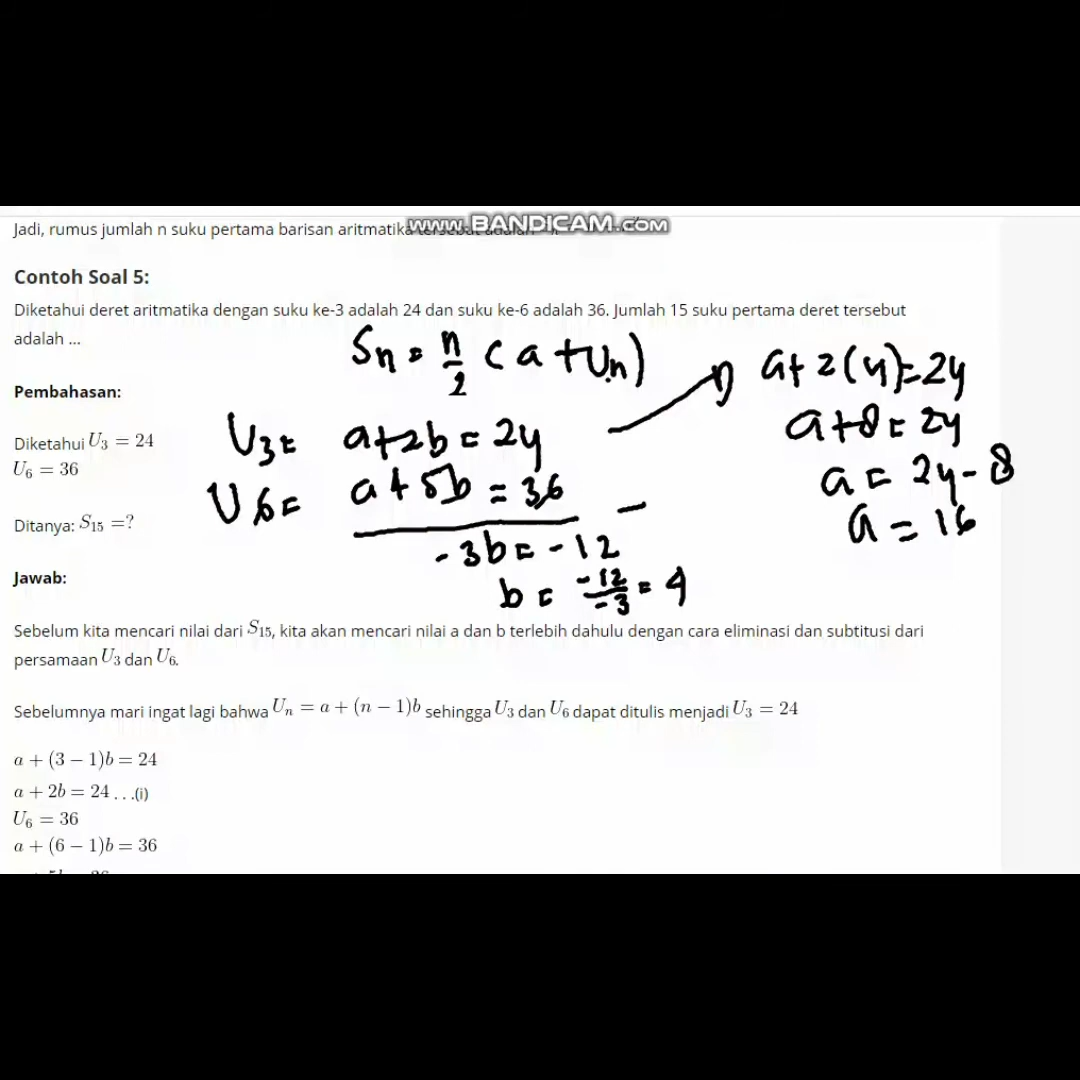 Jadi, rumus jumlah n suku pertama barisan aritmatika tersebut adalah
www.BANDICAM.com
Contoh Soal 5:
Diketahui deret aritmatika dengan suku ke-3 adalah 24 dan suku ke-6 adalah 36. Jumlah 15 suku pertama deret tersebut
adalah ...
Sn = n/2 (a + Un)
a + 2(4) = 24
Pembahasan:
a + 8 = 24
Diketahui U₃ = 24
U3 = a + 2b = 24
U₆ = 36
a = 24 - 8
U6 = a + 5b = 36 -
Ditanya: S₁₅ =?
a = 16
-3b = -12
Jawab:
b = -12/-3 = 4
Sebelum kita mencari nilai dari S₁₅, kita akan mencari nilai a dan b terlebih dahulu dengan cara eliminasi dan subtitusi dari
persamaan U₃ dan U₆.
Sebelumnya mari ingat lagi bahwa Uₙ = a + (n − 1)b sehingga U₃ dan U₆ dapat ditulis menjadi U₃ = 24
a + (3 − 1)b = 24
a + 2b = 24 . . .(i)
U₆ = 36
a + (6 − 1)b = 36